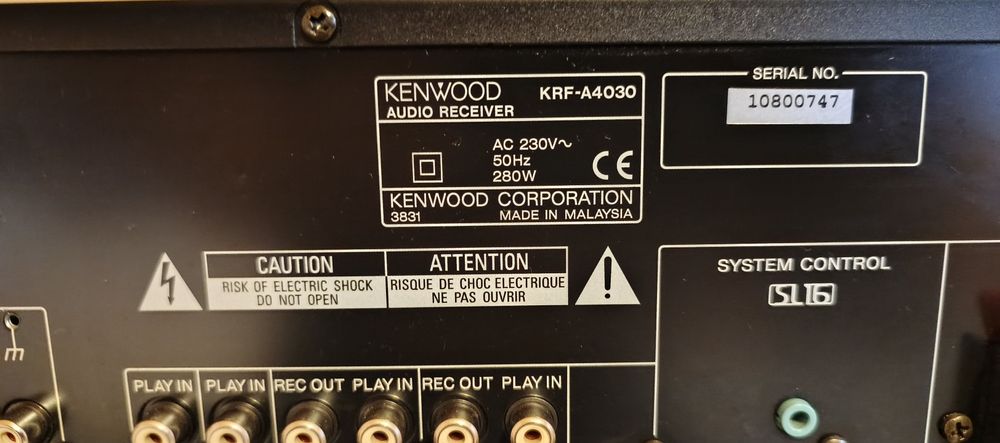 KENWOOD KRF-A4030
AUDIO RECEIVER
AC 230V~
50Hz
280W
CE
KENWOOD CORPORATION
3831 MADE IN MALAYSIA
SERIAL NO.
10800747
CAUTION
RISK OF ELECTRIC SHOCK
DO NOT OPEN
ATTENTION
RISQUE DE CHOC ELECTRIQUE
NE PAS OUVRIR
SYSTEM CONTROL
SL16
PLAY IN PLAY IN REC OUT PLAY IN REC OUT PLAY IN